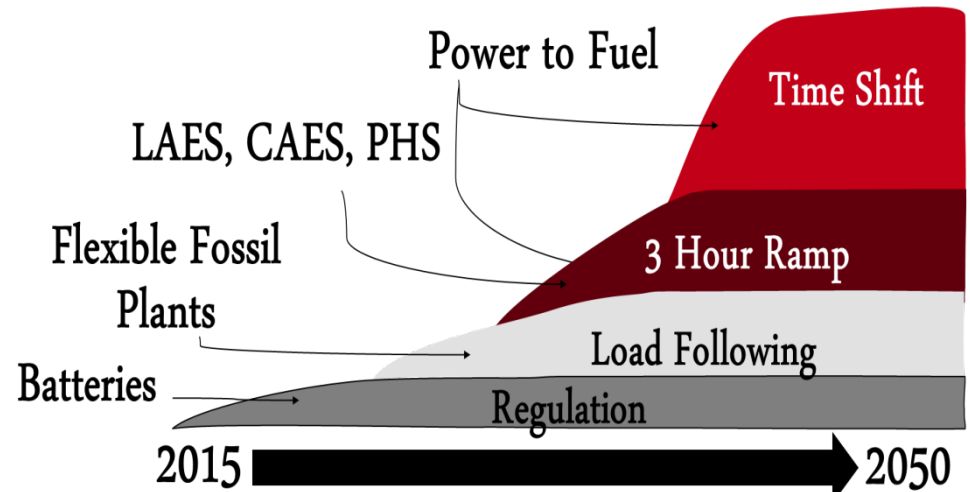 Power to Fuel
Time Shift
LAES, CAES, PHS
Flexible Fossil
Plants
3 Hour Ramp
Load Following
Batteries
Regulation
2015
2050